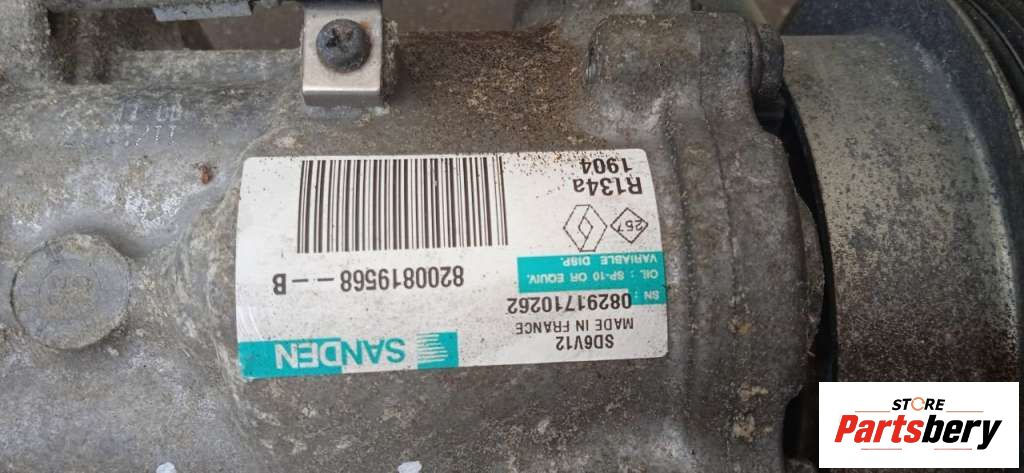 SANDEN
SD6V12
MADE IN FRANCE
SN : 08291710262
OIL : SP-10 OR EQUIV.
VARIABLE DISP.
8200819568--B
257
R134a
1904
STORE
Partsbery